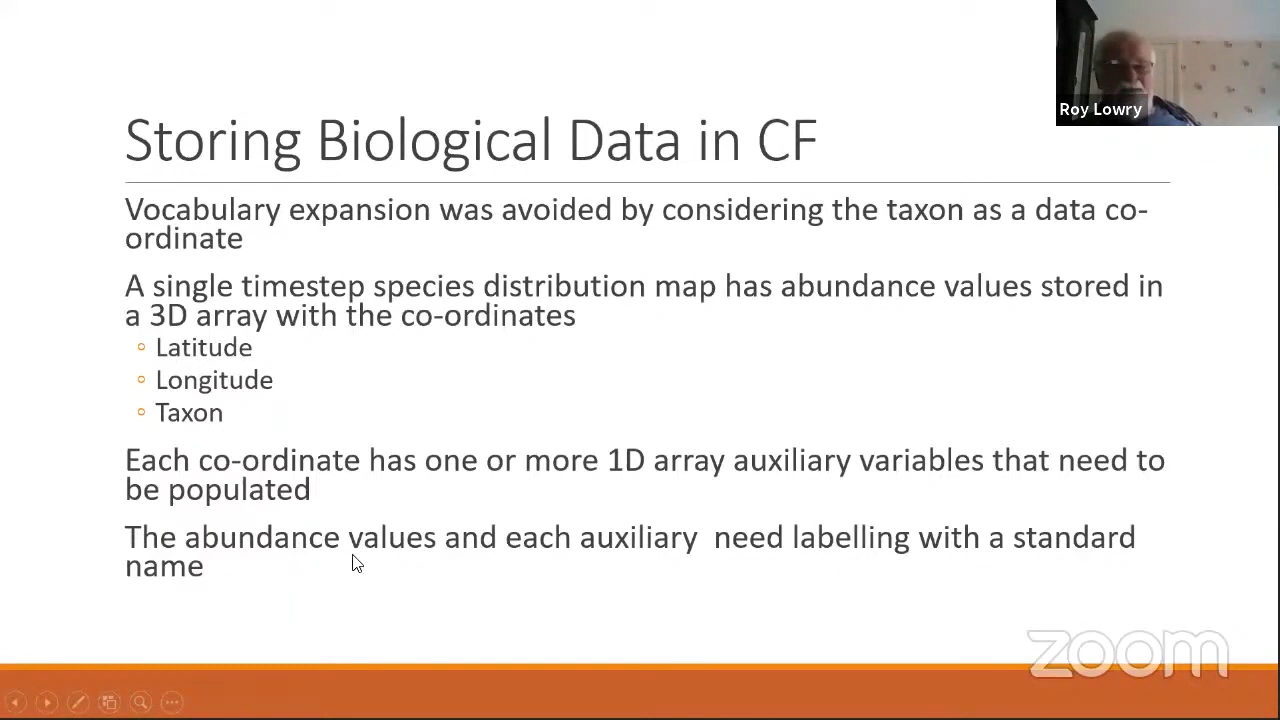 Roy Lowry
Storing Biological Data in CF
Vocabulary expansion was avoided by considering the taxon as a data co-
ordinate
A single timestep species distribution map has abundance values stored in
a 3D array with the co-ordinates
Latitude
Longitude
Taxon
Each co-ordinate has one or more 1D array auxiliary variables that need to
be populated
The abundance values and each auxiliary  need labelling with a standard
name
zoom